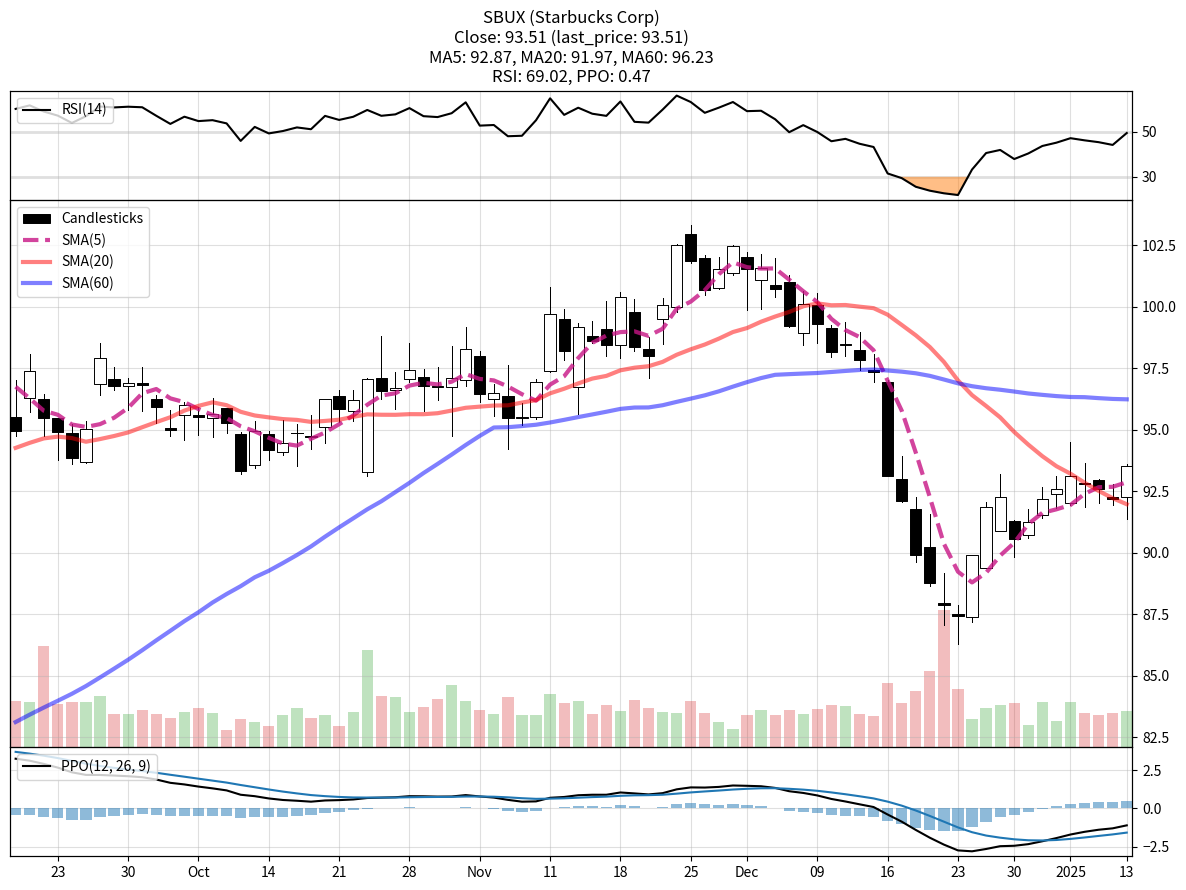 SBUX (Starbucks Corp)
Close: 93.51 (last_price: 93.51)
MA5: 92.87, MA20: 91.97, MA60: 96.23
RSI: 69.02, PPO: 0.47
RSI(14)
50
30
Candlesticks
SMA(5)
SMA(20)
SMA(60)
102.5
100.0
97.5
95.0
92.5
90.0
87.5
85.0
82.5
PPO(12, 26, 9)
2.5
0.0
−2.5
23 30 Oct 14 21 28 Nov 11 18 25 Dec 09 16 23 30 2025 13